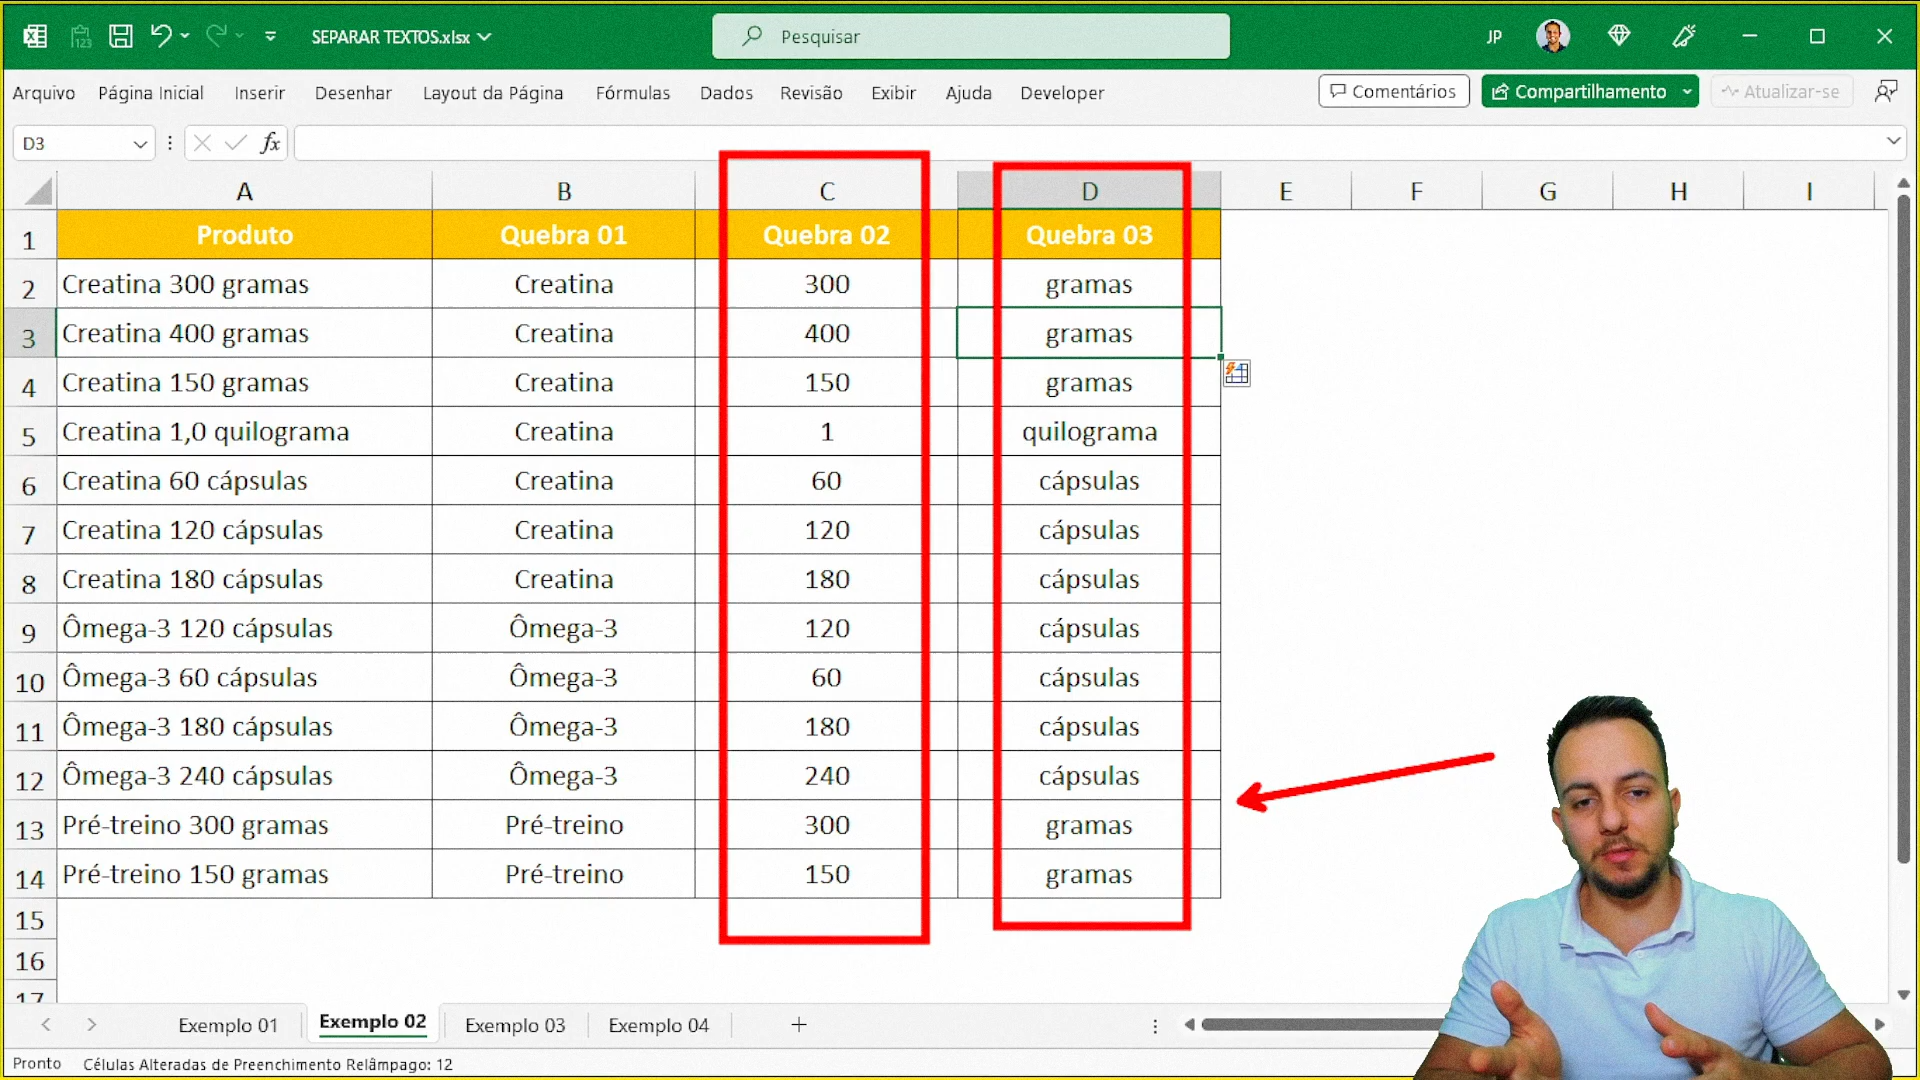 SEPARAR TEXTOS.xlsx
Pesquisar
JP
Arquivo Página Inicial Inserir Desenhar Layout da Página Fórmulas Dados Revisão Exibir Ajuda Developer
Comentários Compartilhamento Atualizar-se
D3 fx
A B C D E F G H I
1 Produto Quebra 01 Quebra 02 Quebra 03
2 Creatina 300 gramas Creatina 300 gramas
3 Creatina 400 gramas Creatina 400 gramas
4 Creatina 150 gramas Creatina 150 gramas
5 Creatina 1,0 quilograma Creatina 1 quilograma
6 Creatina 60 cápsulas Creatina 60 cápsulas
7 Creatina 120 cápsulas Creatina 120 cápsulas
8 Creatina 180 cápsulas Creatina 180 cápsulas
9 Ômega-3 120 cápsulas Ômega-3 120 cápsulas
10 Ômega-3 60 cápsulas Ômega-3 60 cápsulas
11 Ômega-3 180 cápsulas Ômega-3 180 cápsulas
12 Ômega-3 240 cápsulas Ômega-3 240 cápsulas
13 Pré-treino 300 gramas Pré-treino 300 gramas
14 Pré-treino 150 gramas Pré-treino 150 gramas
15
16
17
Exemplo 01 Exemplo 02 Exemplo 03 Exemplo 04
Pronto Células Alteradas de Preenchimento Relâmpago: 12